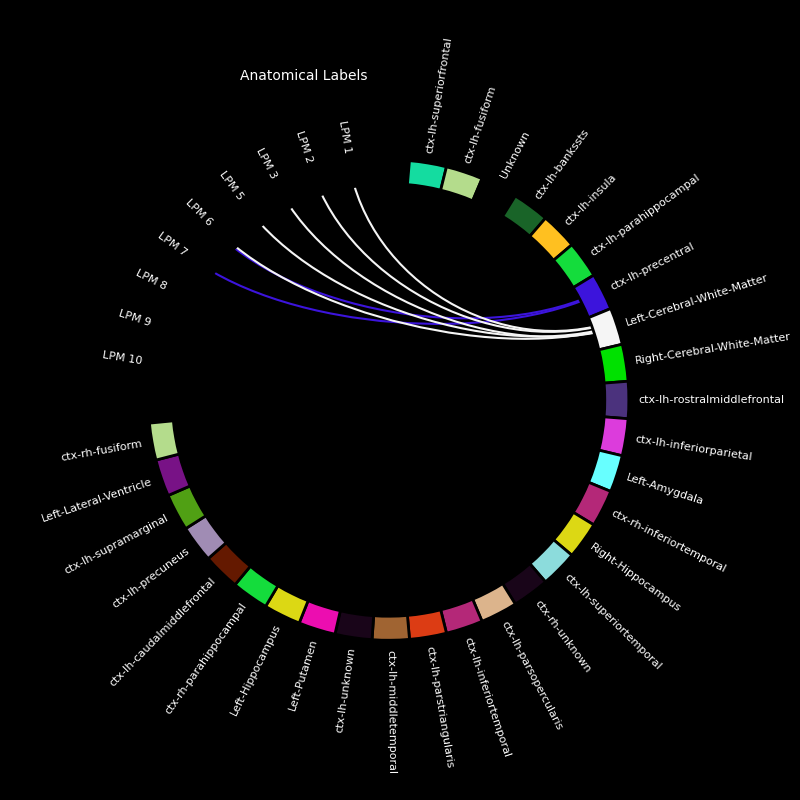 Anatomical Labels
ctx-lh-superiorfrontal
ctx-lh-fusiform
Unknown
ctx-lh-bankssts
ctx-lh-insula
ctx-lh-parahippocampal
ctx-lh-precentral
Left-Cerebral-White-Matter
Right-Cerebral-White-Matter
ctx-lh-rostralmiddlefrontal
ctx-lh-inferiorparietal
Left-Amygdala
ctx-rh-inferiortemporal
Right-Hippocampus
ctx-lh-superiortemporal
ctx-rh-unknown
ctx-lh-parsopercularis
ctx-lh-inferiortemporal
ctx-lh-parstriangularis
ctx-lh-middletemporal
ctx-lh-unknown
Left-Putamen
Left-Hippocampus
ctx-rh-parahippocampal
ctx-lh-caudalmiddlefrontal
ctx-lh-precuneus
ctx-lh-supramarginal
Left-Lateral-Ventricle
ctx-rh-fusiform
LPM 10
LPM 9
LPM 8
LPM 7
LPM 6
LPM 5
LPM 3
LPM 2
LPM 1